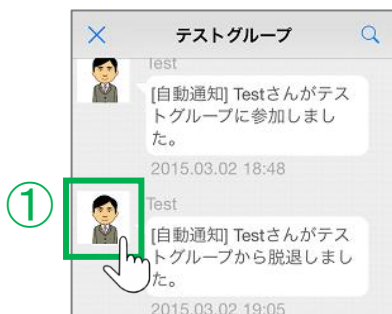 テストグループ
Test
[自動通知] Testさんがテス
トグループに参加しまし
た。
2015.03.02 18:48
①
Test
[自動通知] Testさんがテス
トグループから脱退しまし
た。
2015.03.02 19:05